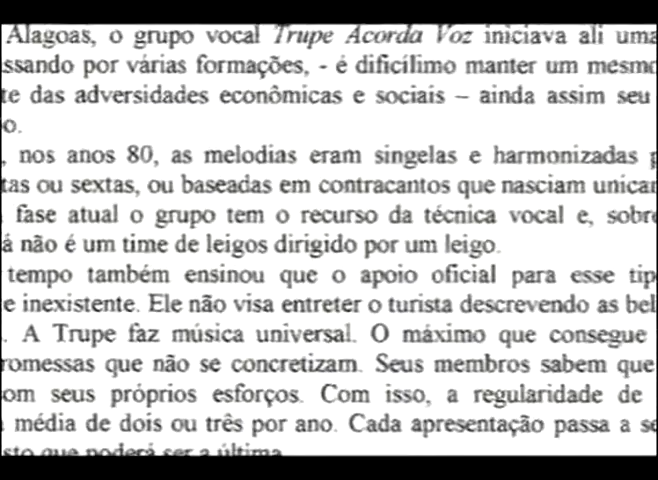 Alagoas, o grupo vocal Trupe Acorda Voz iniciava ali uma
ssando por várias formações, - é dificílimo manter um mesmo
te das adversidades econômicas e sociais – ainda assim seu
o.
, nos anos 80, as melodias eram singelas e harmonizadas p
tas ou sextas, ou baseadas em contracantos que nasciam unicar
fase atual o grupo tem o recurso da técnica vocal e, sobre
á não é um time de leigos dirigido por um leigo.
tempo também ensinou que o apoio oficial para esse tip
e inexistente. Ele não visa entreter o turista descrevendo as bel
. A Trupe faz música universal. O máximo que consegue
romessas que não se concretizam. Seus membros sabem que
om seus próprios esforços. Com isso, a regularidade de
média de dois ou três por ano. Cada apresentação passa a se
sto que poderá ser a última